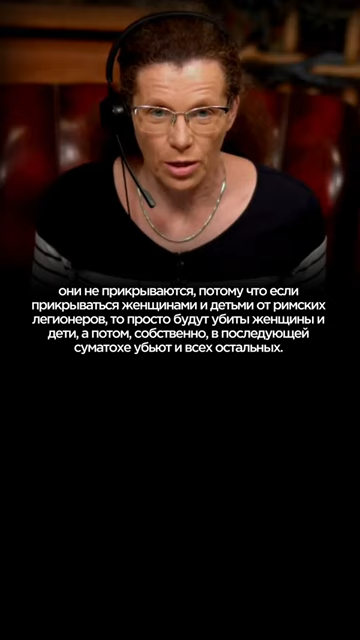 они не прикрываются, потому что если
прикрываться женщинами и детьми от римских
легионеров, то просто будут убиты женщины и
дети, а потом, собственно, в последующей
суматохе убьют и всех остальных.